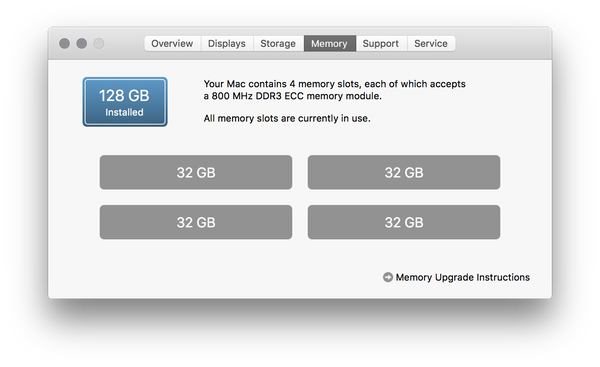 Overview Displays Storage Memory Support Service
128 GB
Installed
Your Mac contains 4 memory slots, each of which accepts
a 800 MHz DDR3 ECC memory module.
All memory slots are currently in use.
32 GB 32 GB
32 GB 32 GB
Memory Upgrade Instructions